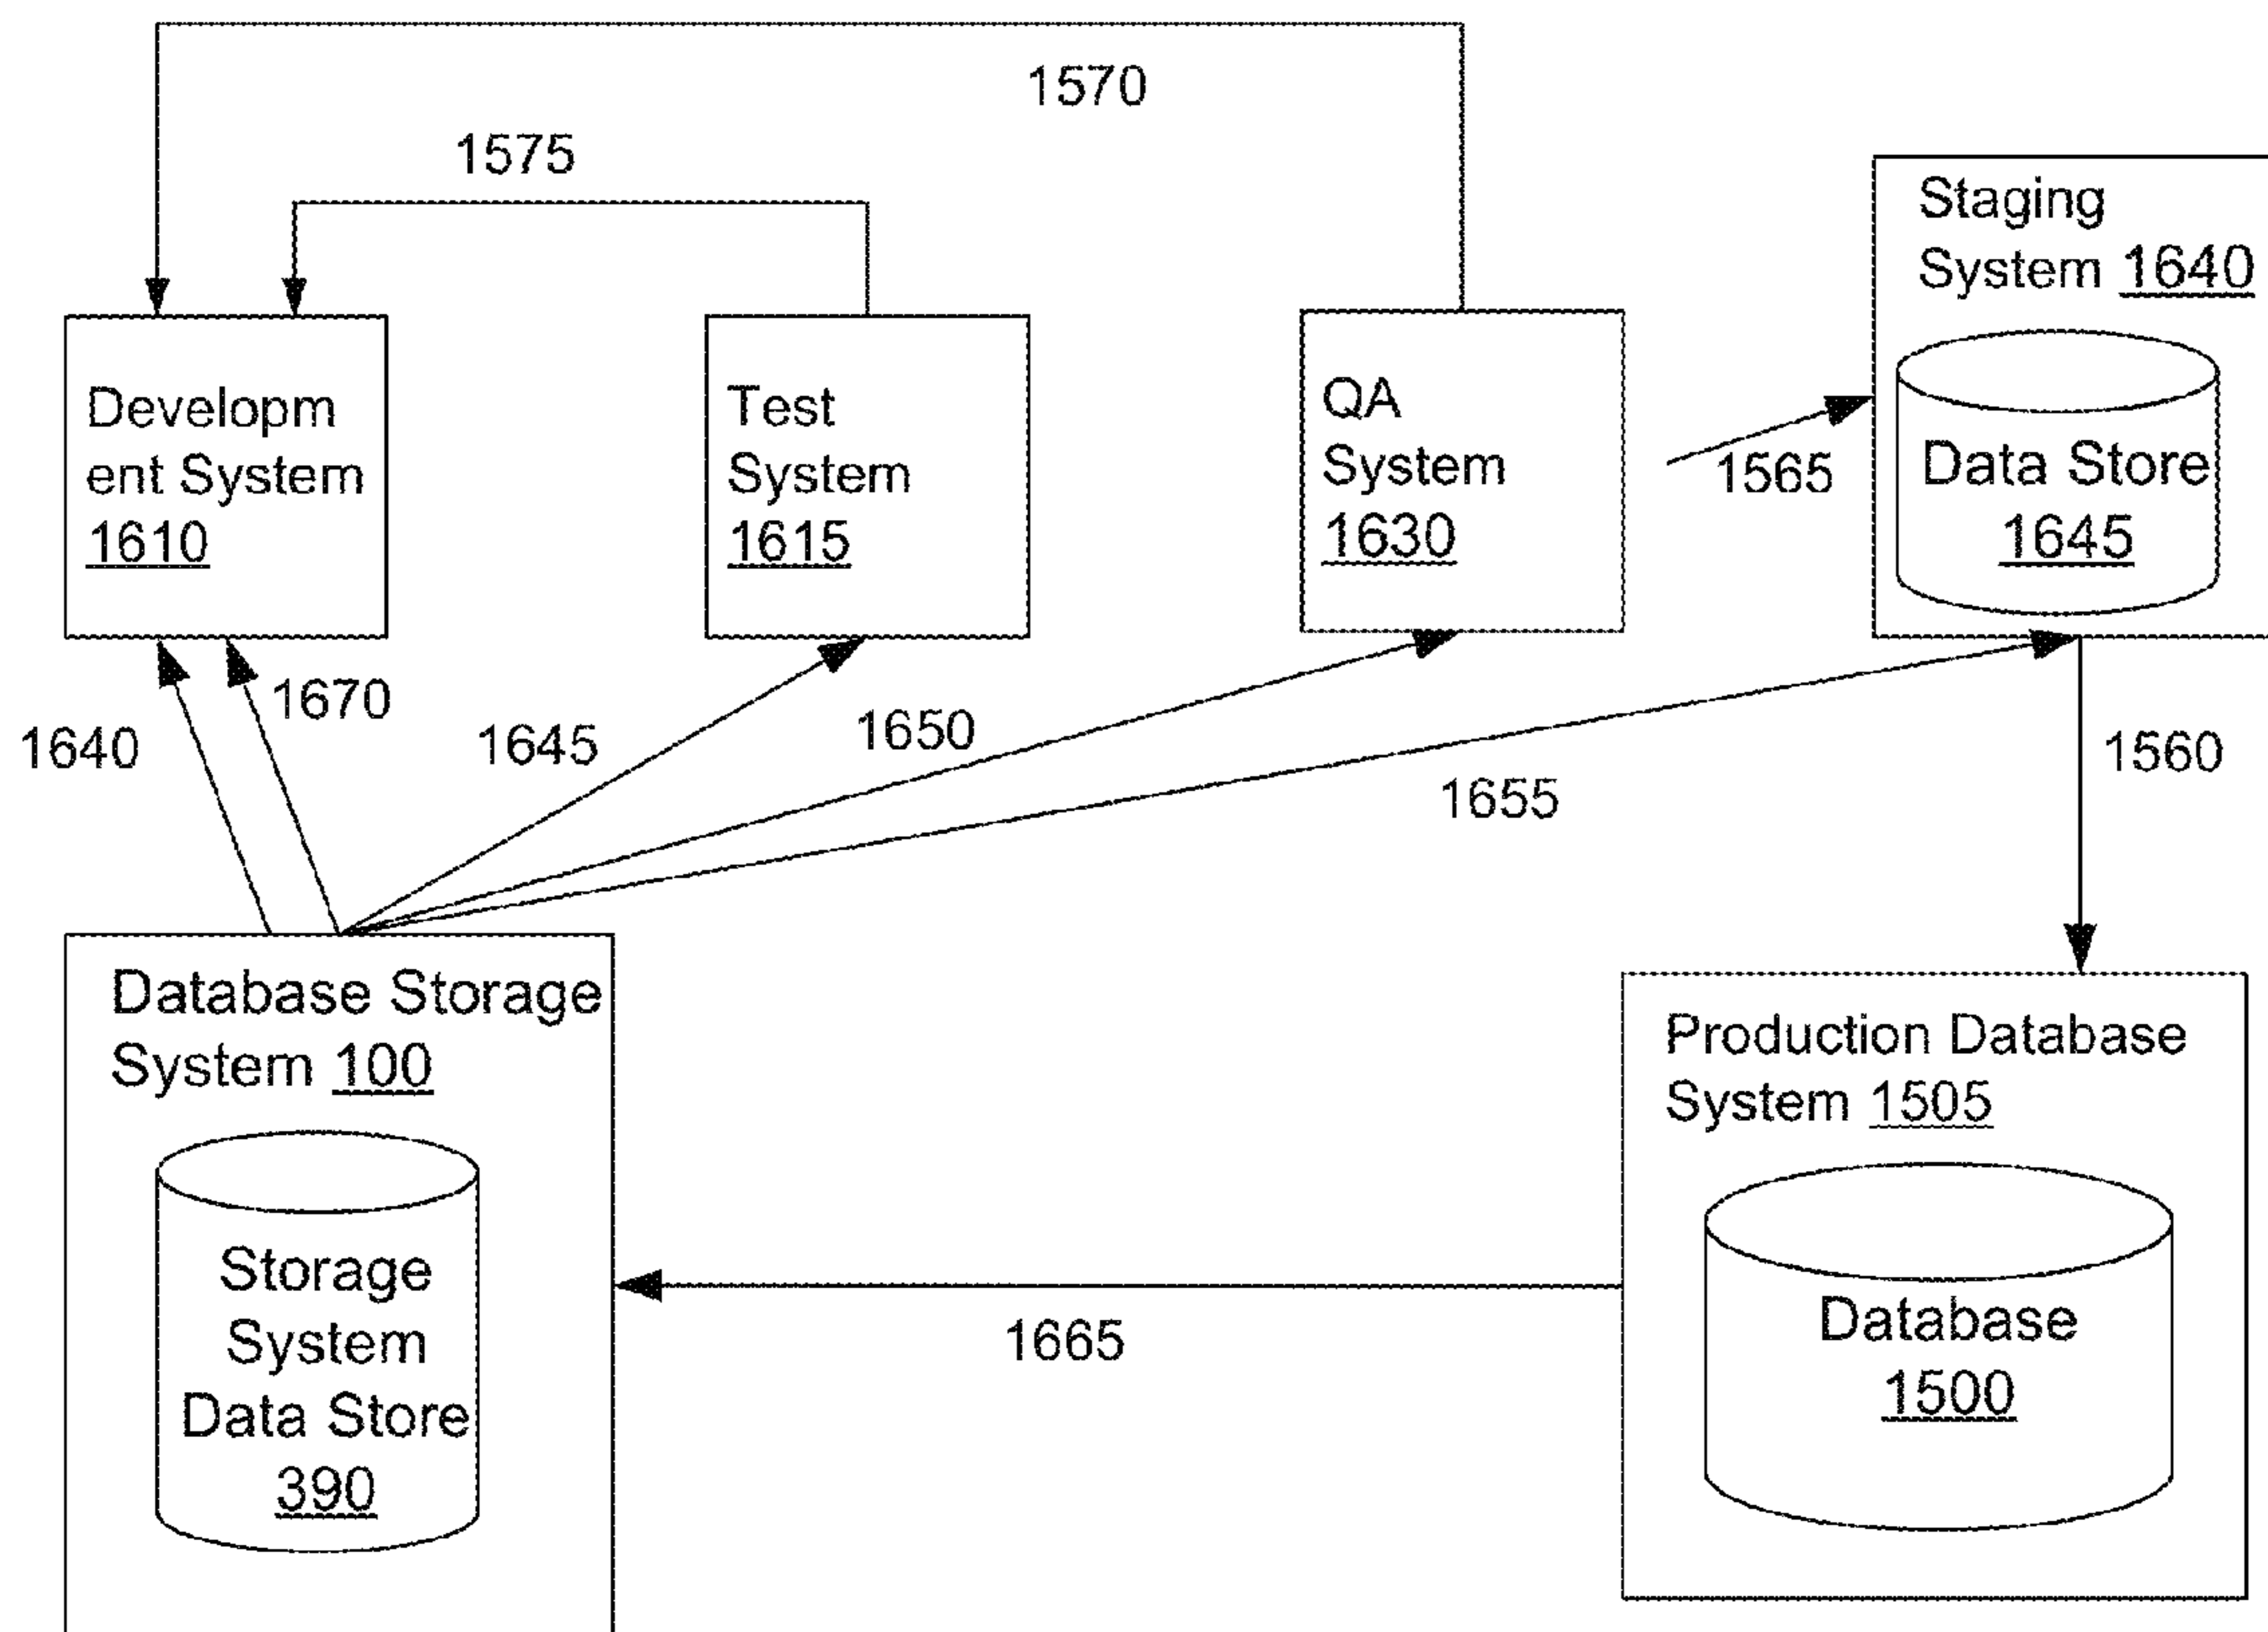 1570
1575
Staging
System 1640
Data Store
1645
Developm
ent System
1610
Test
System
1615
QA
System
1630
1565
1640
1670
1645
1650
1655
1560
Database Storage
System 100
Storage
System
Data Store
390
1665
Production Database
System 1505
Database
1500